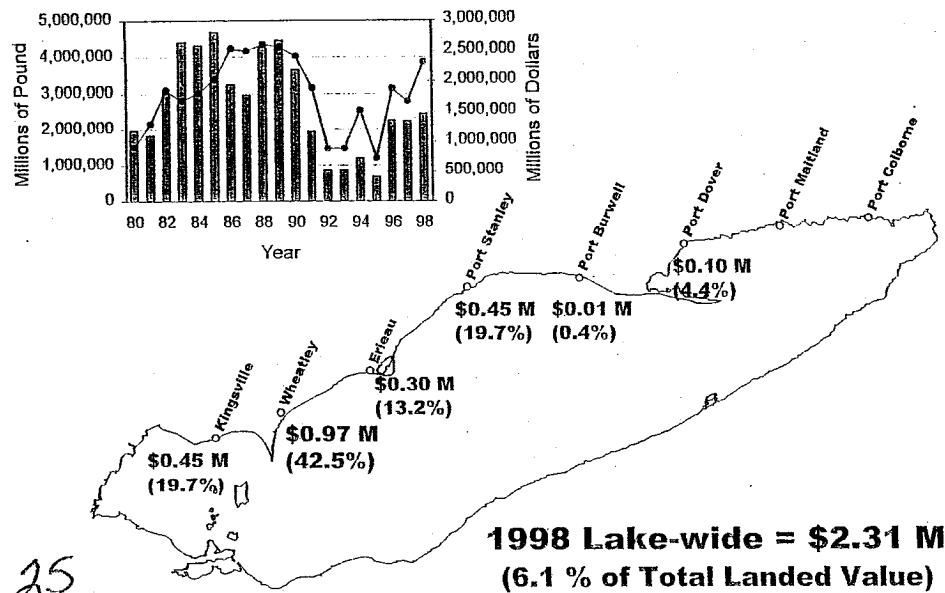 5,000,000
4,000,000
3,000,000
2,000,000
1,000,000
0
Millions of Pound
3,000,000
2,500,000
2,000,000
1,500,000
1,000,000
500,000
0
Millions of Dollars
80 82 84 86 88 90 92 94 96 98
Year
Port Colborne
Port Maitland
Port Dover
$0.10 M
(4.4%)
Port Burwell
$0.01 M
(0.4%)
Port Stanley
$0.45 M
(19.7%)
Erieau
$0.30 M
(13.2%)
Wheatley
$0.97 M
(42.5%)
Kingsville
$0.45 M
(19.7%)
1998 Lake-wide = $2.31 M
(6.1 % of Total Landed Value)
25